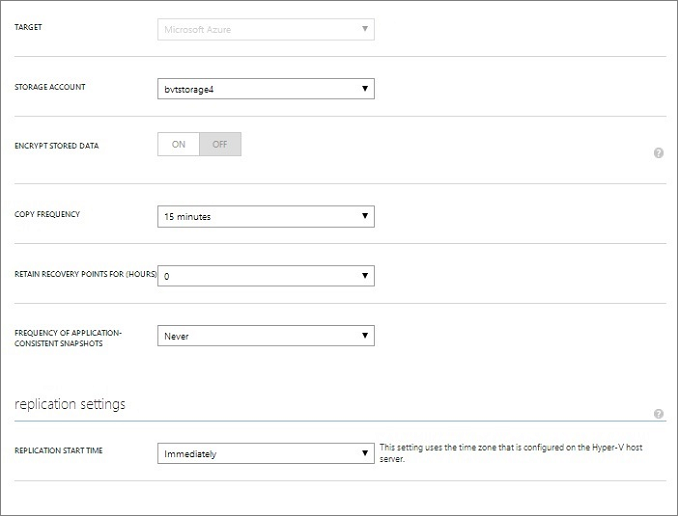 TARGET
Microsoft Azure
STORAGE ACCOUNT
bvtstorage4
ENCRYPT STORED DATA
ON OFF
?
COPY FREQUENCY
15 minutes
RETAIN RECOVERY POINTS FOR (HOURS)
0
FREQUENCY OF APPLICATION-
CONSISTENT SNAPSHOTS
Never
replication settings
?
REPLICATION START TIME
Immediately
This setting uses the time zone that is configured on the Hyper-V host
server.